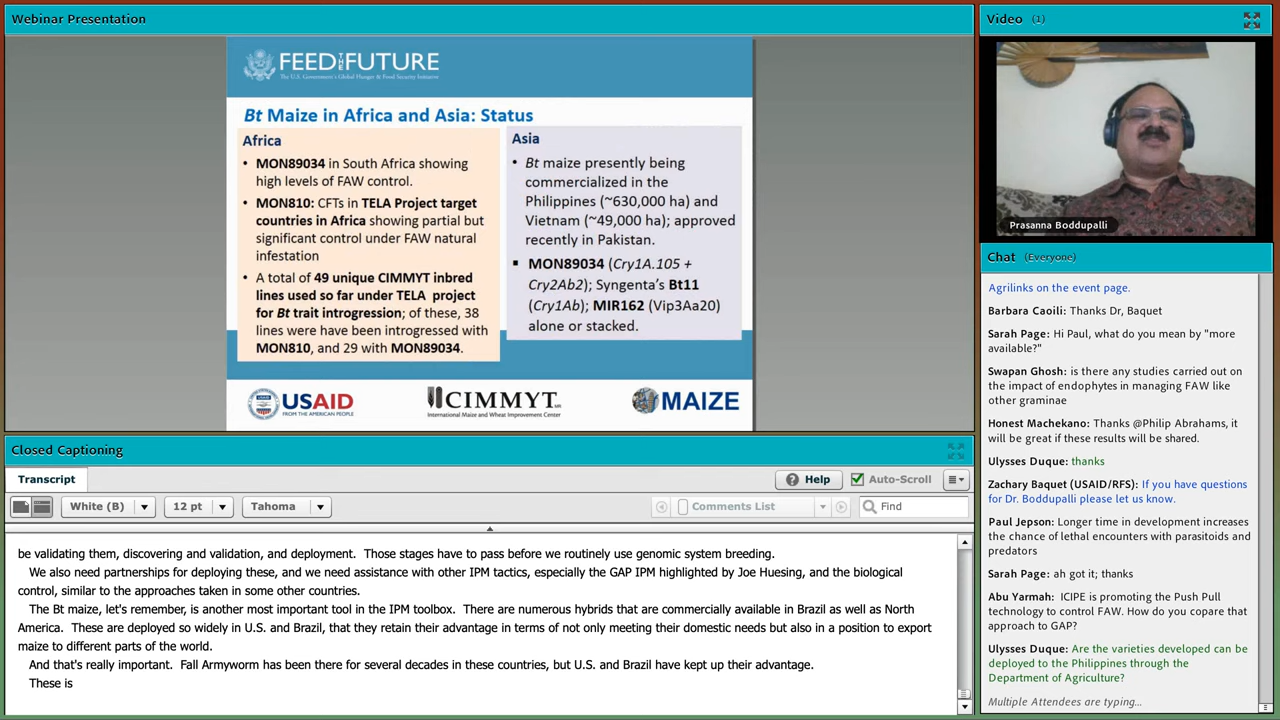 Webinar Presentation
FEED THE FUTURE
The U.S. Government's Global Hunger & Food Security Initiative
Bt Maize in Africa and Asia: Status
Africa
• MON89034 in South Africa showing
high levels of FAW control.
• MON810: CFTs in TELA Project target
countries in Africa showing partial but
significant control under FAW natural
infestation
• A total of 49 unique CIMMYT inbred
lines used so far under TELA project
for Bt trait introgression; of these, 38
lines were have been introgressed with
MON810, and 29 with MON89034.
Asia
• Bt maize presently being
commercialized in the
Philippines (~630,000 ha) and
Vietnam (~49,000 ha); approved
recently in Pakistan.
▪ MON89034 (Cry1A.105 +
Cry2Ab2); Syngenta's Bt11
(Cry1Ab); MIR162 (Vip3Aa20)
alone or stacked.
USAID
FROM THE AMERICAN PEOPLE
CIMMYT
International Maize and Wheat Improvement Center
MAIZE
Video (1)
Prasanna Boddupalli
Chat (Everyone)
Agrilinks on the event page.
Barbara Caoili: Thanks Dr, Baquet
Sarah Page: Hi Paul, what do you mean by "more
available?"
Swapan Ghosh: is there any studies carried out on
the impact of endophytes in managing FAW like
other graminae
Honest Machekano: Thanks @Philip Abrahams, it
will be great if these results will be shared.
Ulysses Duque: thanks
Zachary Baquet (USAID/RFS): If you have questions
for Dr. Boddupalli please let us know.
Paul Jepson: Longer time in development increases
the chance of lethal encounters with parasitoids and
predators
Sarah Page: ah got it; thanks
Abu Yarmah: ICIPE is promoting the Push Pull
technology to control FAW. How do you copare that
approach to GAP?
Ulysses Duque: Are the varieties developed can be
deployed to the Philippines through the
Department of Agriculture?
Multiple Attendees are typing...
Closed Captioning
Transcript
Help
Auto-Scroll
White (B)
12 pt
Tahoma
Comments List
Find
be validating them, discovering and validation, and deployment. Those stages have to pass before we routinely use genomic system breeding.
We also need partnerships for deploying these, and we need assistance with other IPM tactics, especially the GAP IPM highlighted by Joe Huesing, and the biological
control, similar to the approaches taken in some other countries.
The Bt maize, let's remember, is another most important tool in the IPM toolbox. There are numerous hybrids that are commercially available in Brazil as well as North
America. These are deployed so widely in U.S. and Brazil, that they retain their advantage in terms of not only meeting their domestic needs but also in a position to export
maize to different parts of the world.
And that's really important. Fall Armyworm has been there for several decades in these countries, but U.S. and Brazil have kept up their advantage.
These is